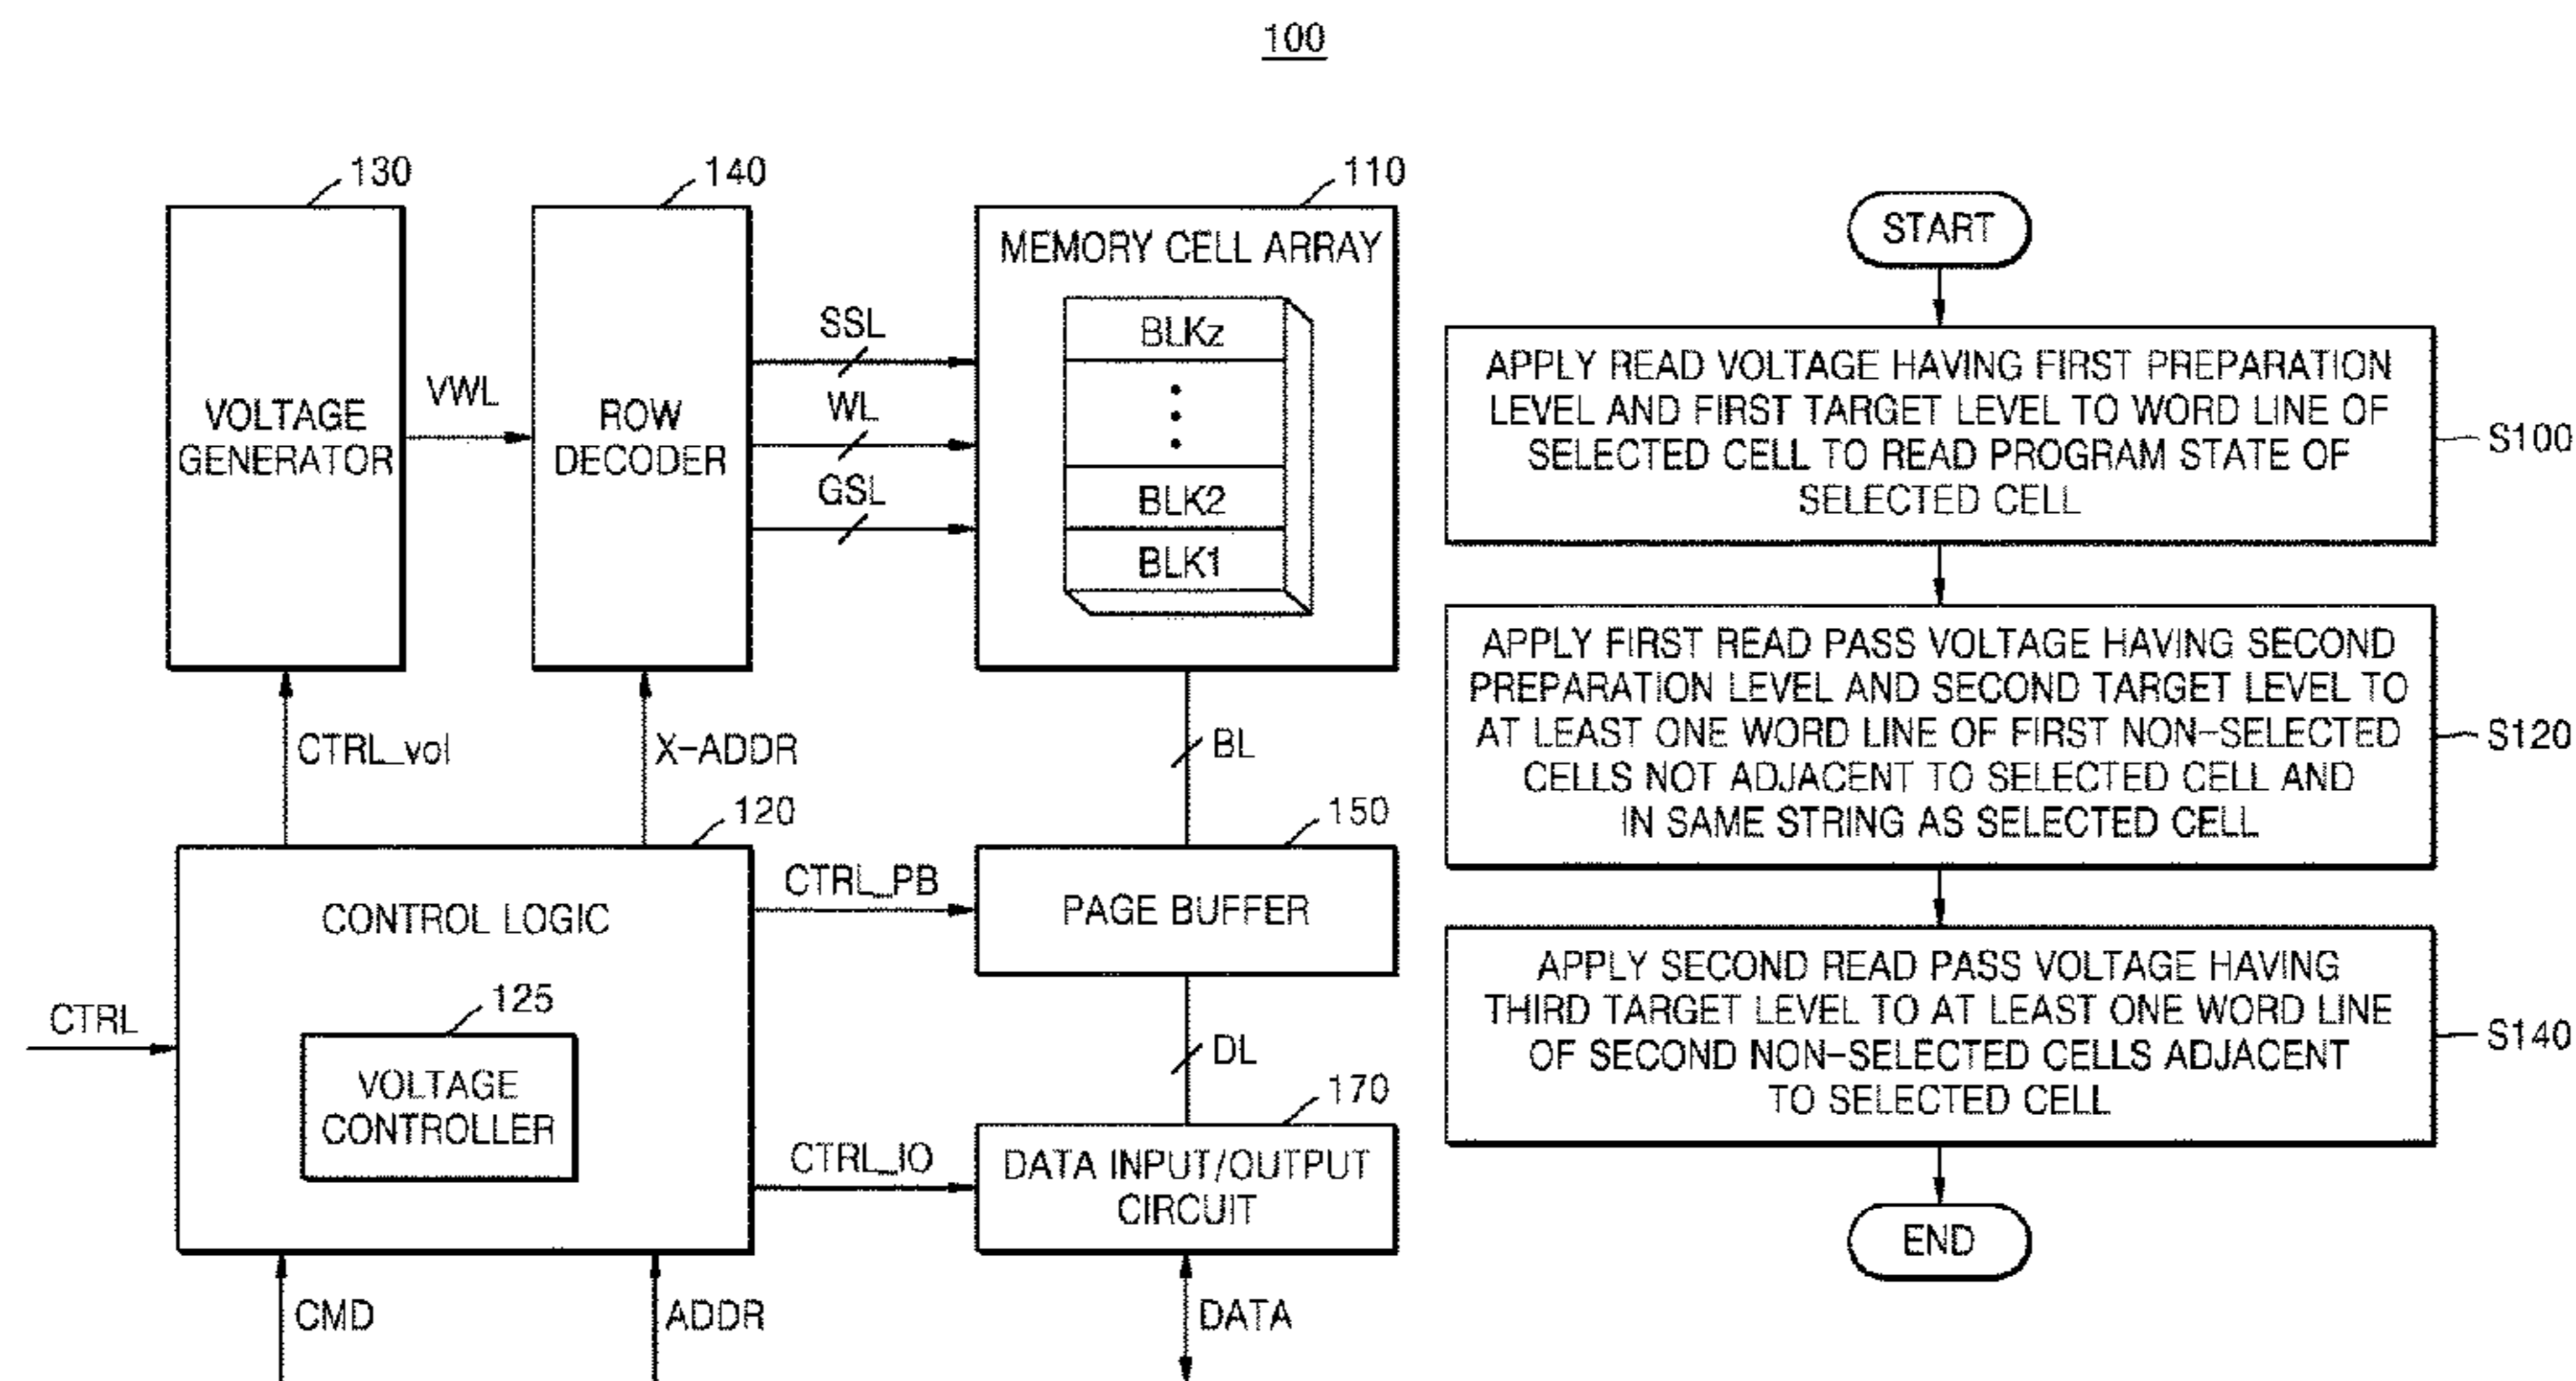 100
130
140
110
VOLTAGE
GENERATOR
VWL
ROW
DECODER
SSL
WL
GSL
MEMORY CELL ARRAY
BLKz
BLK2
BLK1
CTRL_vol
X-ADDR
BL
120
150
CONTROL LOGIC
CTRL_PB
PAGE BUFFER
CTRL
125
VOLTAGE
CONTROLLER
DL
170
CTRL_IO
DATA INPUT/OUTPUT
CIRCUIT
CMD
ADDR
DATA
START
APPLY READ VOLTAGE HAVING FIRST PREPARATION
LEVEL AND FIRST TARGET LEVEL TO WORD LINE OF
SELECTED CELL TO READ PROGRAM STATE OF
SELECTED CELL
S100
APPLY FIRST READ PASS VOLTAGE HAVING SECOND
PREPARATION LEVEL AND SECOND TARGET LEVEL TO
AT LEAST ONE WORD LINE OF FIRST NON-SELECTED
CELLS NOT ADJACENT TO SELECTED CELL AND
IN SAME STRING AS SELECTED CELL
S120
APPLY SECOND READ PASS VOLTAGE HAVING
THIRD TARGET LEVEL TO AT LEAST ONE WORD LINE
OF SECOND NON-SELECTED CELLS ADJACENT
TO SELECTED CELL
S140
END